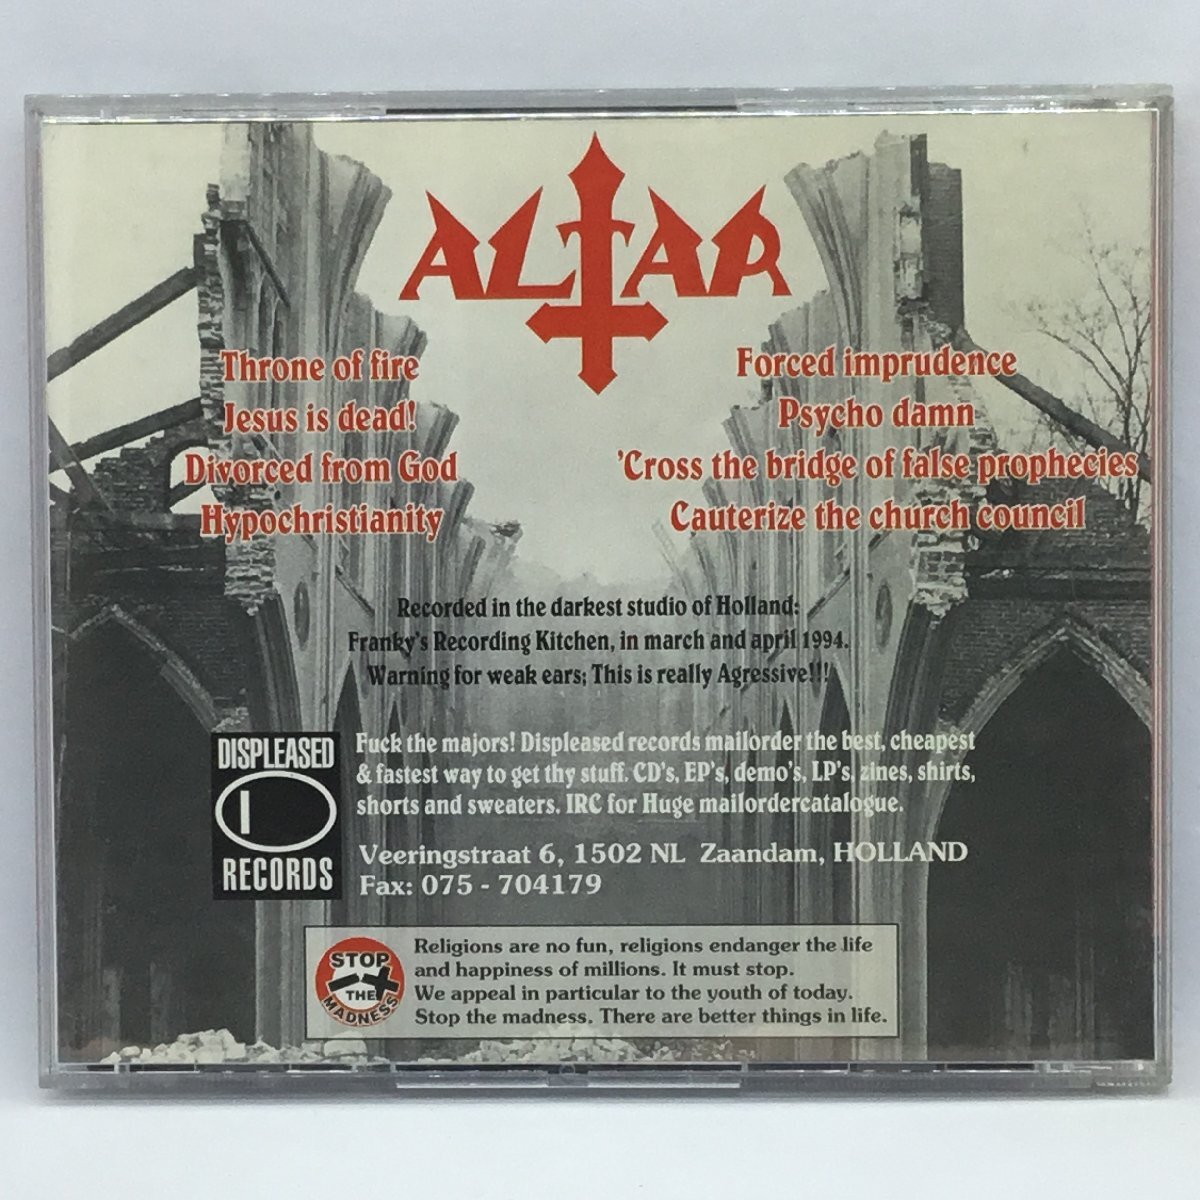 ALTAR
Throne of fire
Jesus is dead!
Divorced from God
Hypochristianity
Forced imprudence
Psycho damn
'Cross the bridge of false prophecies
Cauterize the church council
Recorded in the darkest studio of Holland:
Franky's Recording Kitchen, in march and april 1994.
Warning for weak ears; This is really Agressive!!!
DISPLEASED
RECORDS
Fuck the majors! Displeased records mailorder the best, cheapest
& fastest way to get thy stuff. CD's, EP's, demo's, LP's, zines, shirts,
shorts and sweaters. IRC for Huge mailordercatalogue.
Veeringstraat 6, 1502 NL Zaandam, HOLLAND
Fax: 075 - 704179
STOP
THE
MADNESS
Religions are no fun, religions endanger the life
and happiness of millions. It must stop.
We appeal in particular to the youth of today.
Stop the madness. There are better things in life.